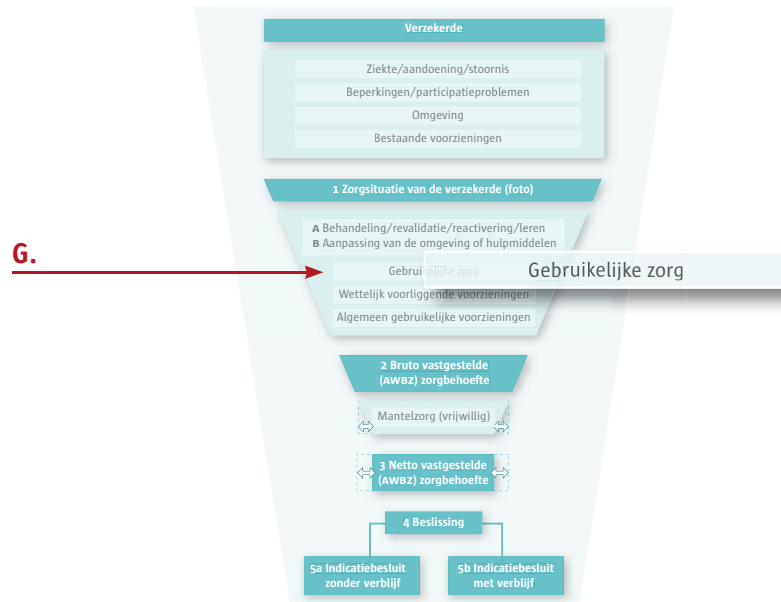 Verzekerde
Ziekte/aandoening/stoornis
Beperkingen/participatieproblemen
Omgeving
Bestaande voorzieningen
1 Zorgsituatie van de verzekerde (foto)
A Behandeling/revalidatie/reactivering/leren
B Aanpassing van de omgeving of hulpmiddelen
G.
Gebruikelijke zorg
Gebruikelijke zorg
Wettelijk voorliggende voorzieningen
Algemeen gebruikelijke voorzieningen
2 Bruto vastgestelde
(AWBZ) zorgbehoefte
Mantelzorg (vrijwillig)
3 Netto vastgestelde
(AWBZ) zorgbehoefte
4 Beslissing
5a Indicatiebesluit
zonder verblijf
5b Indicatiebesluit
met verblijf